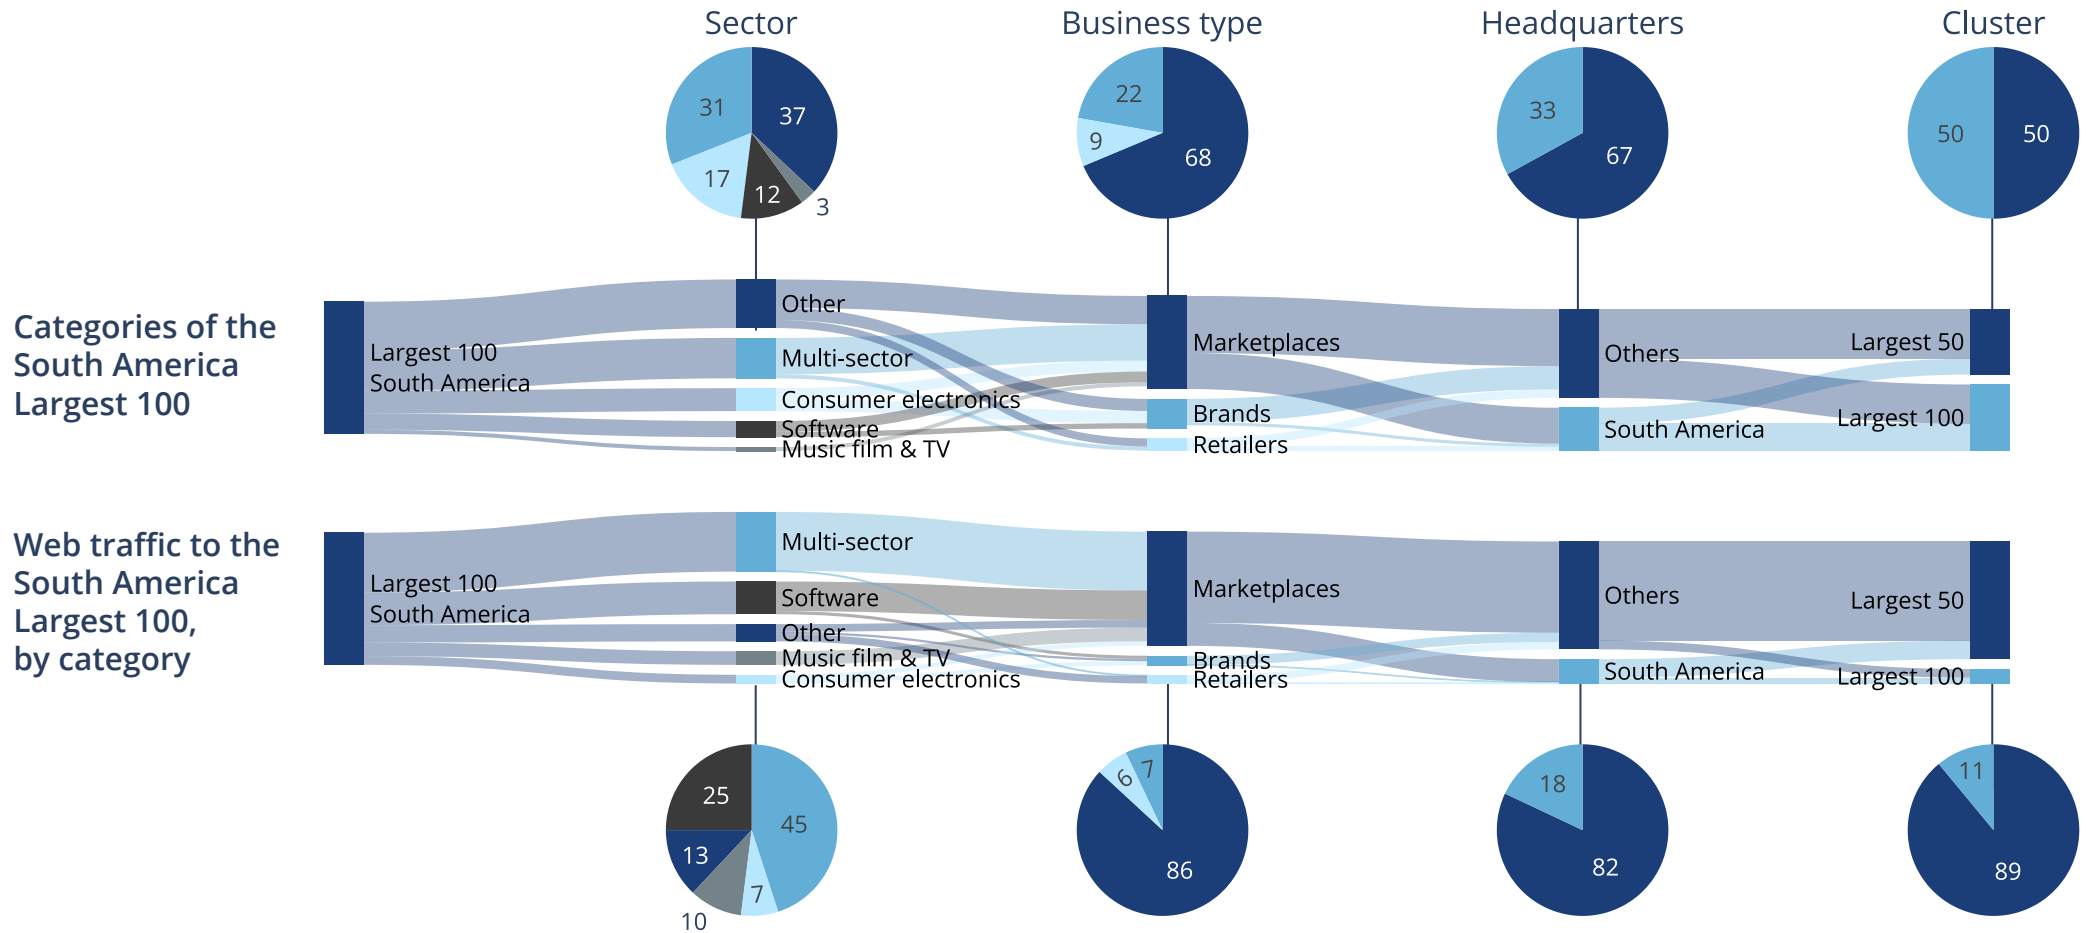 Sector
Business type
Headquarters
Cluster
31
37
17
12
3
22
9
68
33
67
50
50
Categories of the
South America
Largest 100
Largest 100
South America
Other
Multi-sector
Consumer electronics
Software
Music film & TV
Marketplaces
Brands
Retailers
Others
South America
Largest 50
Largest 100
Web traffic to the
South America
Largest 100,
by category
Largest 100
South America
Multi-sector
Software
Other
Music film & TV
Consumer electronics
Marketplaces
Brands
Retailers
Others
South America
Largest 50
Largest 100
25
45
13
7
10
6
7
86
18
82
11
89